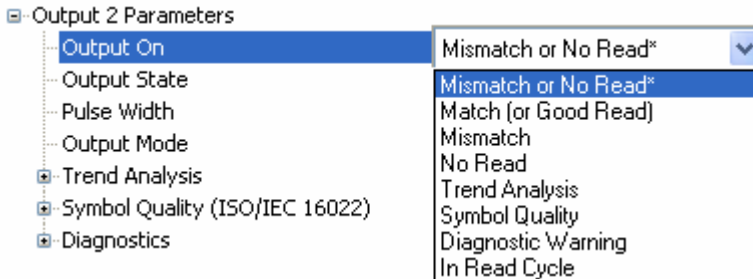 Output 2 Parameters
Output On
Mismatch or No Read*
Output State
Mismatch or No Read*
Pulse Width
Match (or Good Read)
Output Mode
Mismatch
Trend Analysis
No Read
Symbol Quality (ISO/IEC 16022)
Trend Analysis
Diagnostics
Symbol Quality
Diagnostic Warning
In Read Cycle